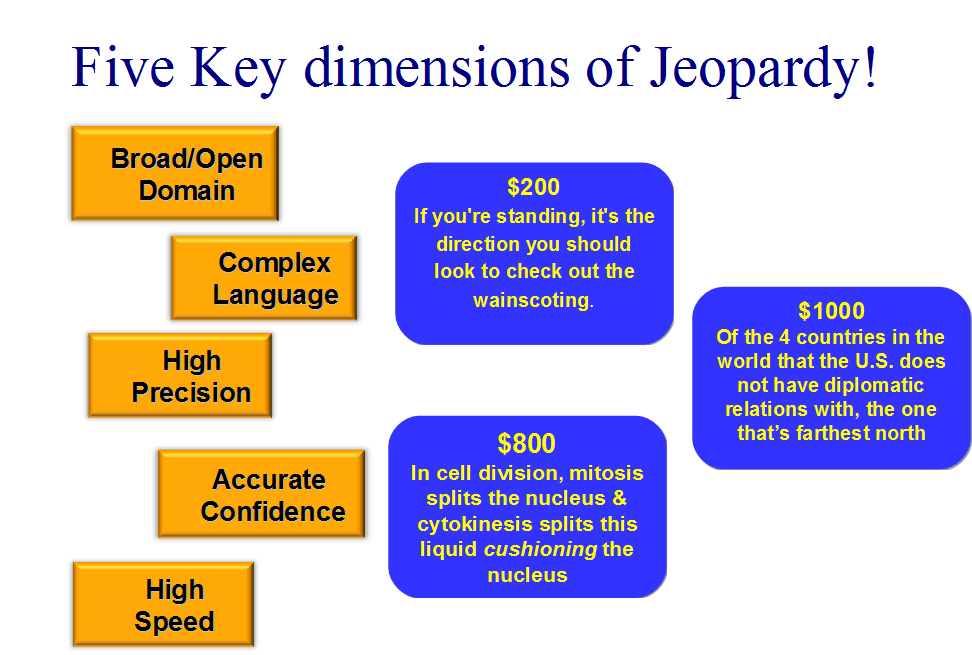 Five Key dimensions of Jeopardy!
Broad/Open
Domain
Complex
Language
High
Precision
Accurate
Confidence
High
Speed
$200
If you're standing, it's the
direction you should
look to check out the
wainscoting.
$800
In cell division, mitosis
splits the nucleus &
cytokinesis splits this
liquid cushioning the
nucleus
$1000
Of the 4 countries in the
world that the U.S. does
not have diplomatic
relations with, the one
that’s farthest north